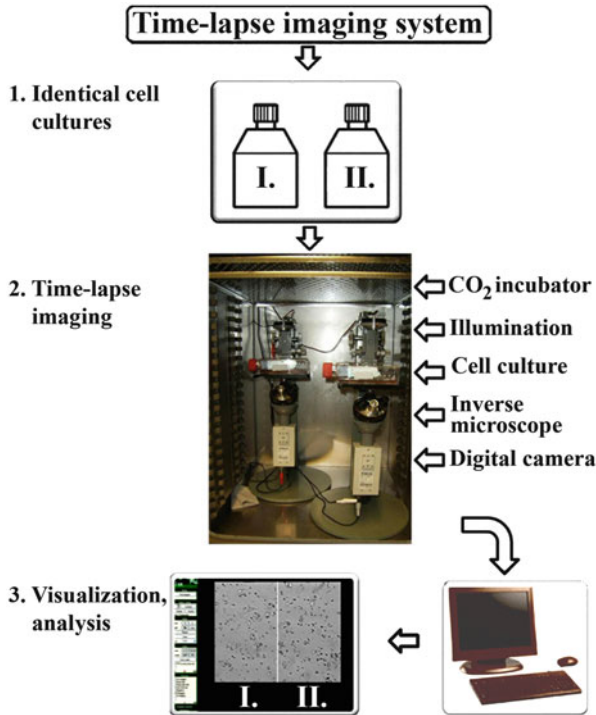 Time-lapse imaging system
1. Identical cell
cultures
I.
II.
2. Time-lapse
imaging
CO₂ incubator
Illumination
Cell culture
Inverse
microscope
Digital camera
3. Visualization,
analysis
I.
II.